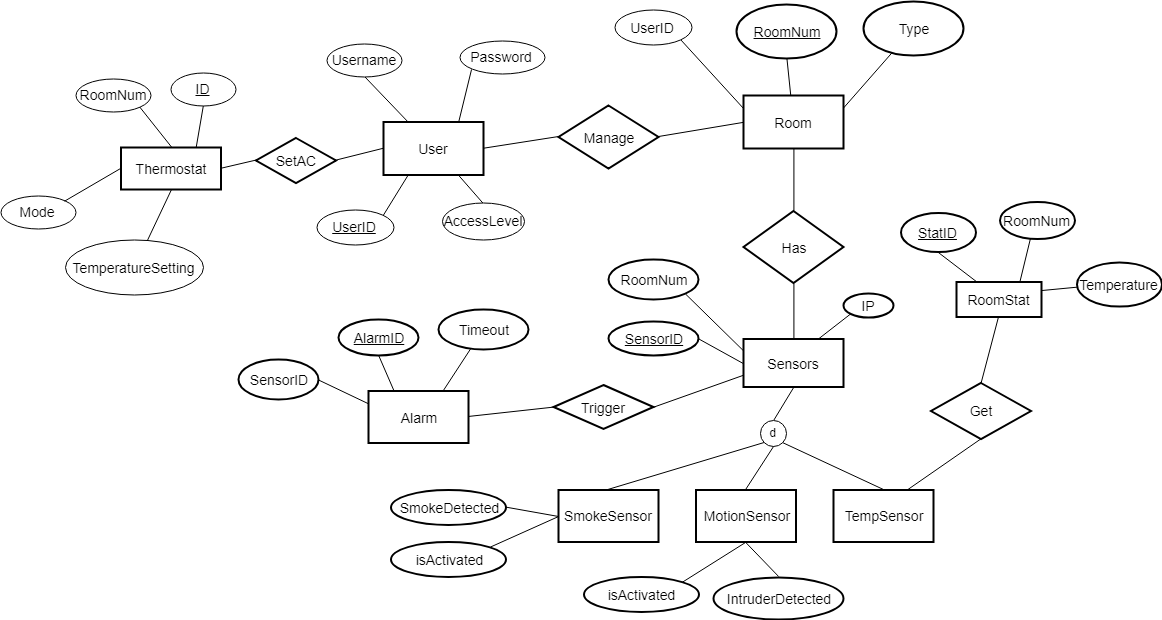 UserID
RoomNum
Type
Username
Password
RoomNum
ID
Room
Manage
User
SetAC
Thermostat
Mode
UserID
AccessLevel
TemperatureSetting
Has
StatID
RoomNum
Temperature
RoomStat
RoomNum
IP
SensorID
Sensors
AlarmID
Timeout
SensorID
Alarm
Trigger
Get
d
SmokeDetected
SmokeSensor
MotionSensor
TempSensor
isActivated
isActivated
IntruderDetected